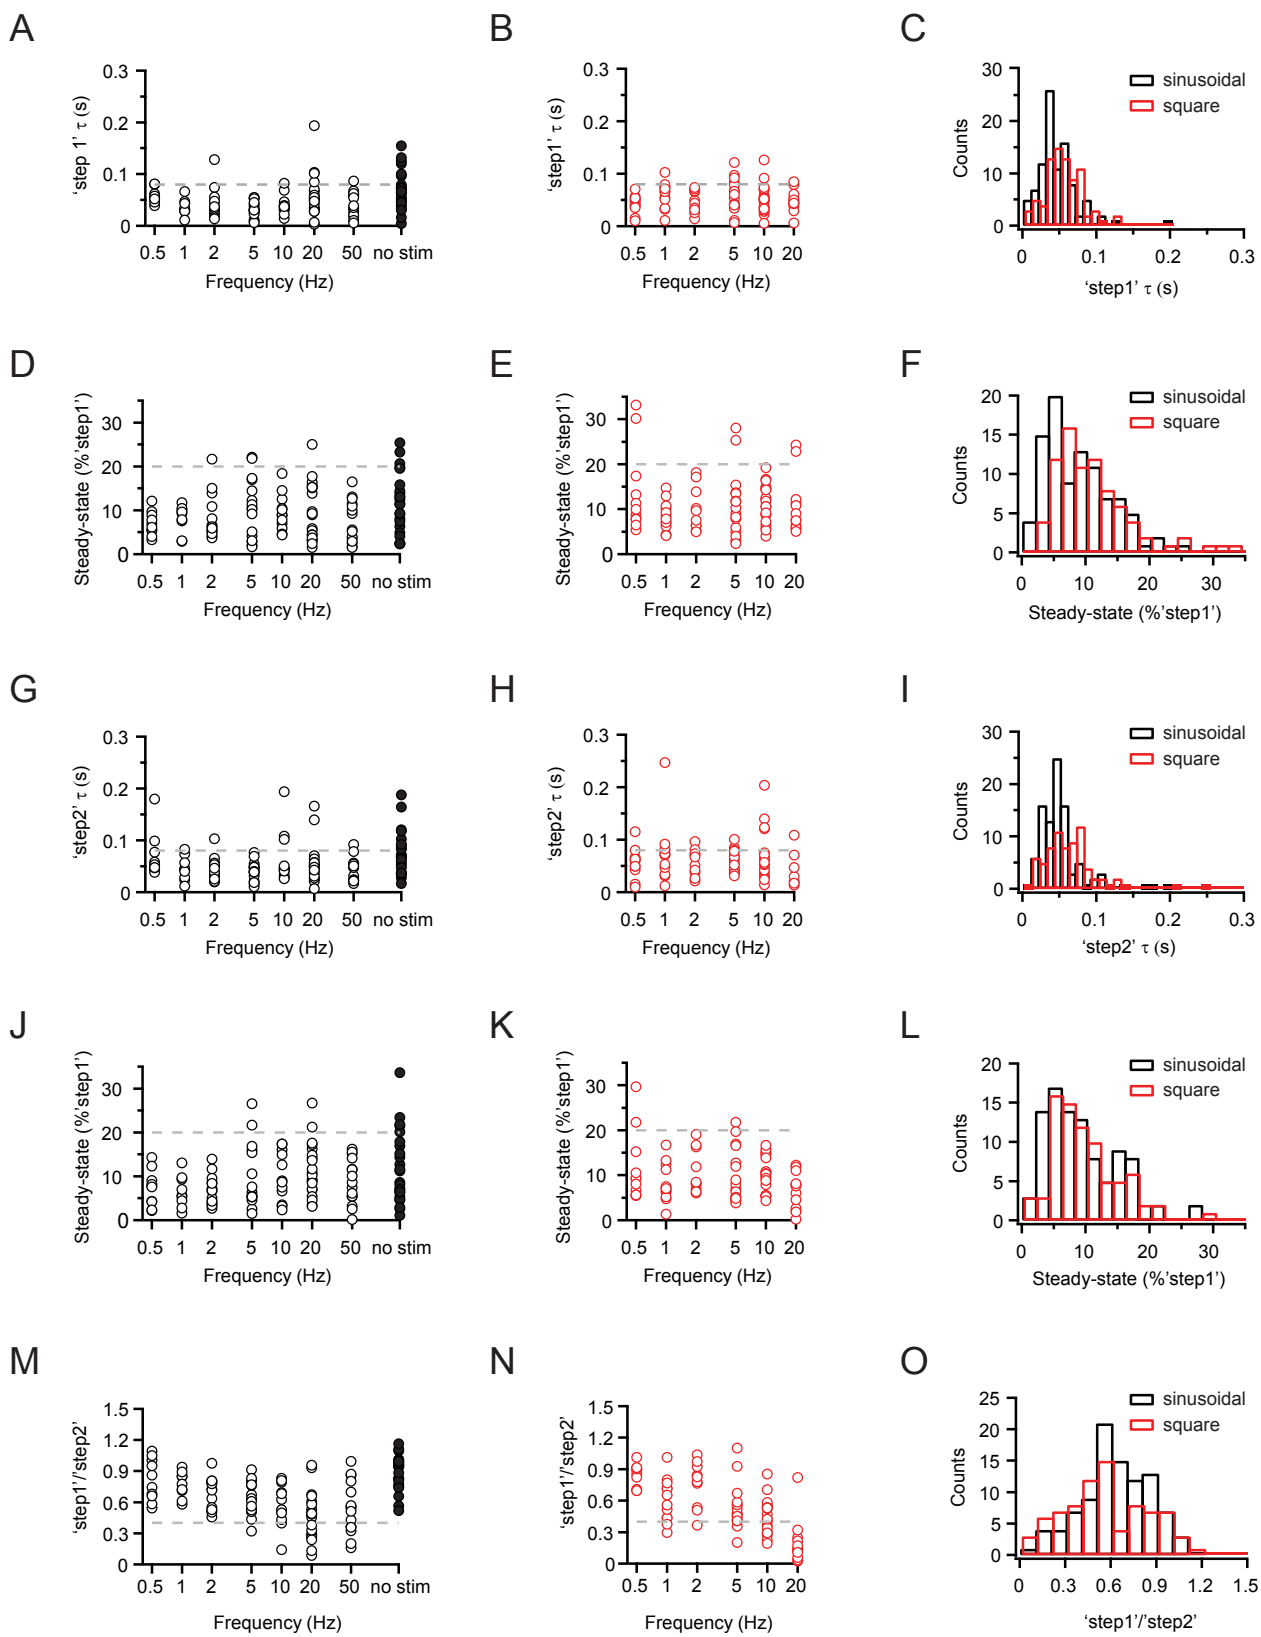 A
B
C
0.3
0.2
0.1
0
'step 1' τ (s)
0.5 1 2 5 10 20 50 no stim
Frequency (Hz)
0.3
0.2
0.1
0
'step1' τ (s)
0.5 1 2 5 10 20
Frequency (Hz)
30
20
10
0
Counts
sinusoidal
square
0 0.1 0.2 0.3
'step1' τ (s)
D
E
F
30
20
10
0
Steady-state (%'step1')
0.5 1 2 5 10 20 50 no stim
Frequency (Hz)
30
20
10
0
Steady-state (%'step1')
0.5 1 2 5 10 20
Frequency (Hz)
20
15
10
5
0
Counts
sinusoidal
square
0 10 20 30
Steady-state (%'step1')
G
H
I
0.3
0.2
0.1
0
'step2' τ (s)
0.5 1 2 5 10 20 50 no stim
Frequency (Hz)
0.3
0.2
0.1
0
'step2' τ (s)
0.5 1 2 5 10 20
Frequency (Hz)
30
20
10
0
Counts
sinusoidal
square
0 0.1 0.2 0.3
'step2' τ (s)
J
K
L
30
20
10
0
Steady-state (%'step1')
0.5 1 2 5 10 20 50 no stim
Frequency (Hz)
30
20
10
0
Steady-state (%'step1')
0.5 1 2 5 10 20
Frequency (Hz)
20
15
10
5
0
Counts
sinusoidal
square
0 10 20 30
Steady-state (%'step1')
M
N
O
1.5
1.2
0.9
0.6
0.3
0
'step1'/'step2'
0.5 1 2 5 10 20 50 no stim
Frequency (Hz)
1.5
1.2
0.9
0.6
0.3
0
'step1'/'step2'
0.5 1 2 5 10 20
Frequency (Hz)
25
20
15
10
5
0
Counts
sinusoidal
square
0 0.3 0.6 0.9 1.2 1.5
'step1'/'step2'